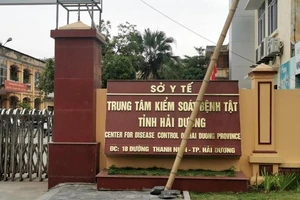 SỞ Y TẾ
TRUNG TÂM KIỂM SOÁT BỆNH TẬT
TỈNH HẢI DƯƠNG
CENTER FOR DISEASE CONTROL OF HAI DUONG PROVINCE
ĐC: 18 ĐƯỜNG THANH NIÊN - TP. HẢI DƯƠNG